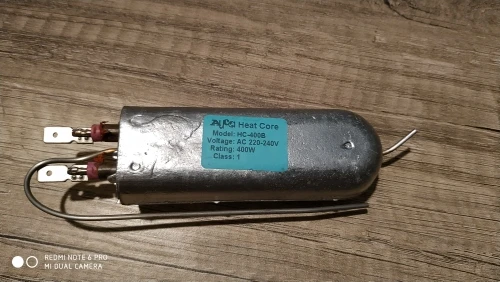 Heat Core
Model: HC-400B
Voltage: AC 220-240V
Rating: 400W
Class: 1
REDMI NOTE 6 PRO
MI DUAL CAMERA